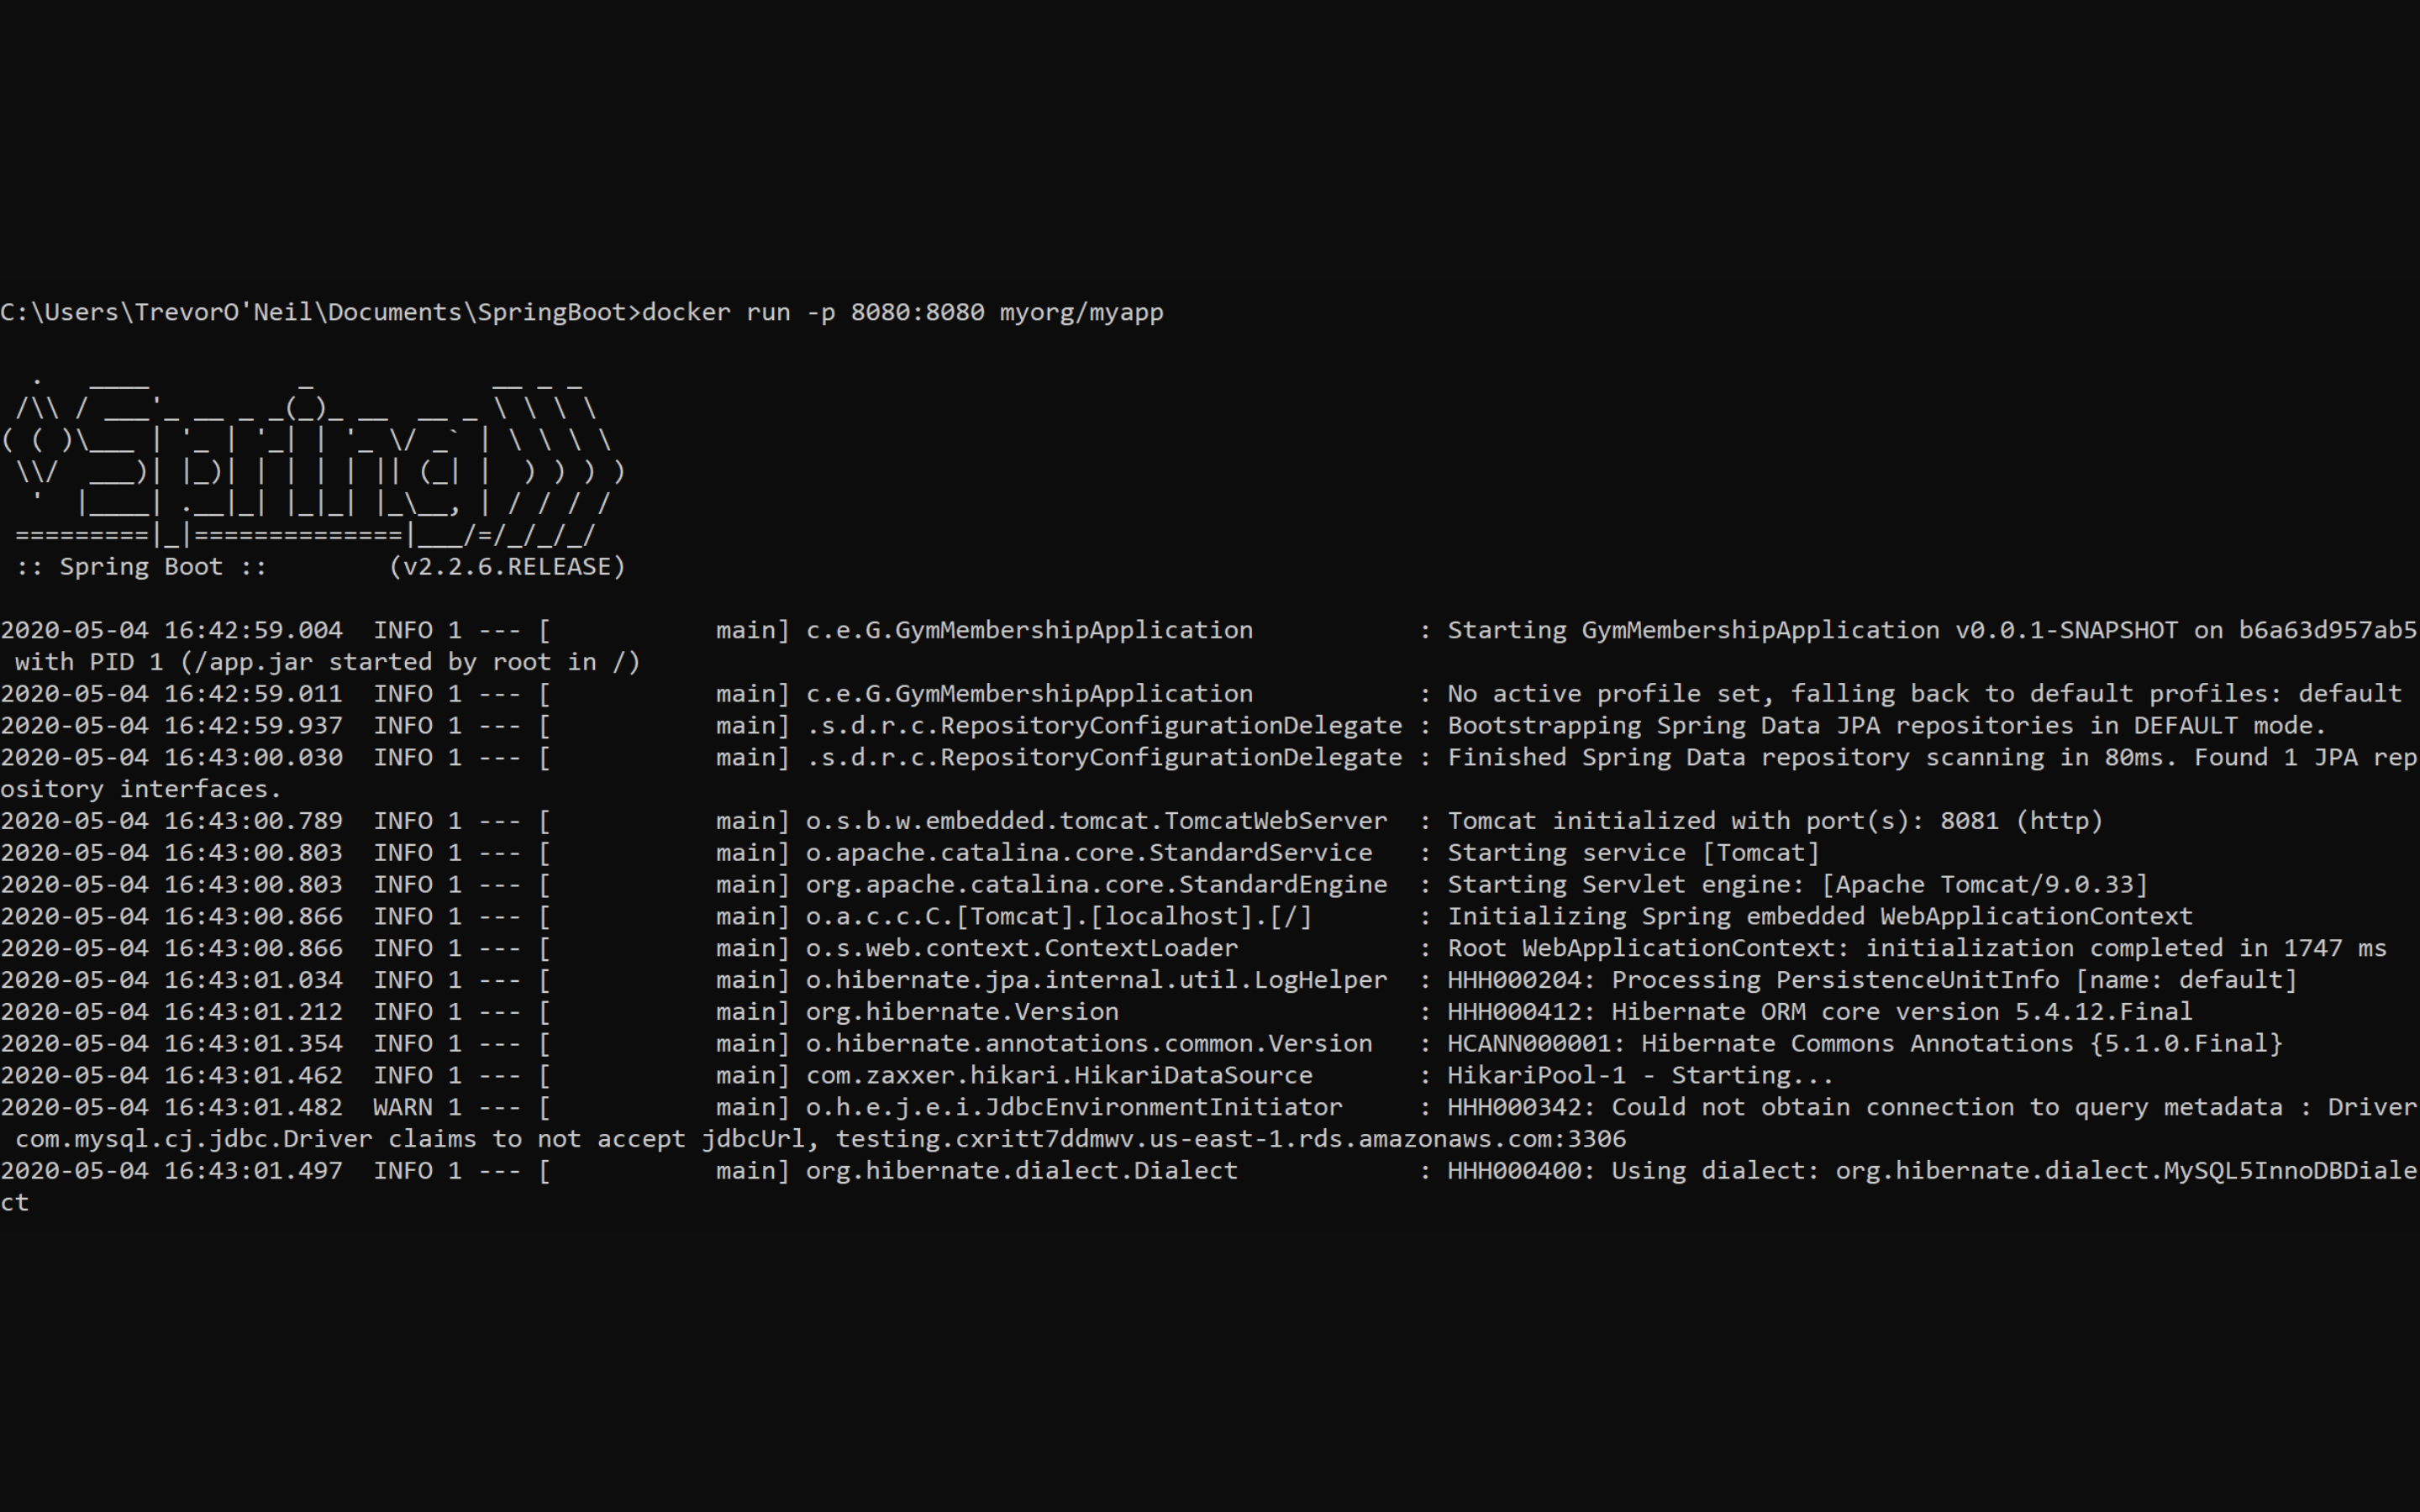 C:\Users\TrevorO'Neil\Documents\SpringBoot>docker run -p 8080:8080 myorg/myapp

  .   ____          _            __ _ _
 /\\ / ___'_ __ _ _(_)_ __  __ _ \ \ \ \
( ( )\___ | '_ | '_| | '_ \/ _` | \ \ \ \
 \\/  ___)| |_)| | | | | || (_| |  ) ) ) )
  '  |____| .__|_| |_|_| |_\__, | / / / /
 =========|_|==============|___/=/_/_/_/
 :: Spring Boot ::        (v2.2.6.RELEASE)

2020-05-04 16:42:59.004  INFO 1 --- [           main] c.e.G.GymMembershipApplication           : Starting GymMembershipApplication v0.0.1-SNAPSHOT on b6a63d957ab5
 with PID 1 (/app.jar started by root in /)
2020-05-04 16:42:59.011  INFO 1 --- [           main] c.e.G.GymMembershipApplication           : No active profile set, falling back to default profiles: default
2020-05-04 16:42:59.937  INFO 1 --- [           main] .s.d.r.c.RepositoryConfigurationDelegate : Bootstrapping Spring Data JPA repositories in DEFAULT mode.
2020-05-04 16:43:00.030  INFO 1 --- [           main] .s.d.r.c.RepositoryConfigurationDelegate : Finished Spring Data repository scanning in 80ms. Found 1 JPA rep
ository interfaces.
2020-05-04 16:43:00.789  INFO 1 --- [           main] o.s.b.w.embedded.tomcat.TomcatWebServer  : Tomcat initialized with port(s): 8081 (http)
2020-05-04 16:43:00.803  INFO 1 --- [           main] o.apache.catalina.core.StandardService   : Starting service [Tomcat]
2020-05-04 16:43:00.803  INFO 1 --- [           main] org.apache.catalina.core.StandardEngine  : Starting Servlet engine: [Apache Tomcat/9.0.33]
2020-05-04 16:43:00.866  INFO 1 --- [           main] o.a.c.c.C.[Tomcat].[localhost].[/]       : Initializing Spring embedded WebApplicationContext
2020-05-04 16:43:00.866  INFO 1 --- [           main] o.s.web.context.ContextLoader            : Root WebApplicationContext: initialization completed in 1747 ms
2020-05-04 16:43:01.034  INFO 1 --- [           main] o.hibernate.jpa.internal.util.LogHelper  : HHH000204: Processing PersistenceUnitInfo [name: default]
2020-05-04 16:43:01.212  INFO 1 --- [           main] org.hibernate.Version                    : HHH000412: Hibernate ORM core version 5.4.12.Final
2020-05-04 16:43:01.354  INFO 1 --- [           main] o.hibernate.annotations.common.Version   : HCANN000001: Hibernate Commons Annotations {5.1.0.Final}
2020-05-04 16:43:01.462  INFO 1 --- [           main] com.zaxxer.hikari.HikariDataSource       : HikariPool-1 - Starting...
2020-05-04 16:43:01.482  WARN 1 --- [           main] o.h.e.j.e.i.JdbcEnvironmentInitiator     : HHH000342: Could not obtain connection to query metadata : Driver
 com.mysql.cj.jdbc.Driver claims to not accept jdbcUrl, testing.cxritt7ddmwv.us-east-1.rds.amazonaws.com:3306
2020-05-04 16:43:01.497  INFO 1 --- [           main] org.hibernate.dialect.Dialect            : HHH000400: Using dialect: org.hibernate.dialect.MySQL5InnoDBDiale
ct